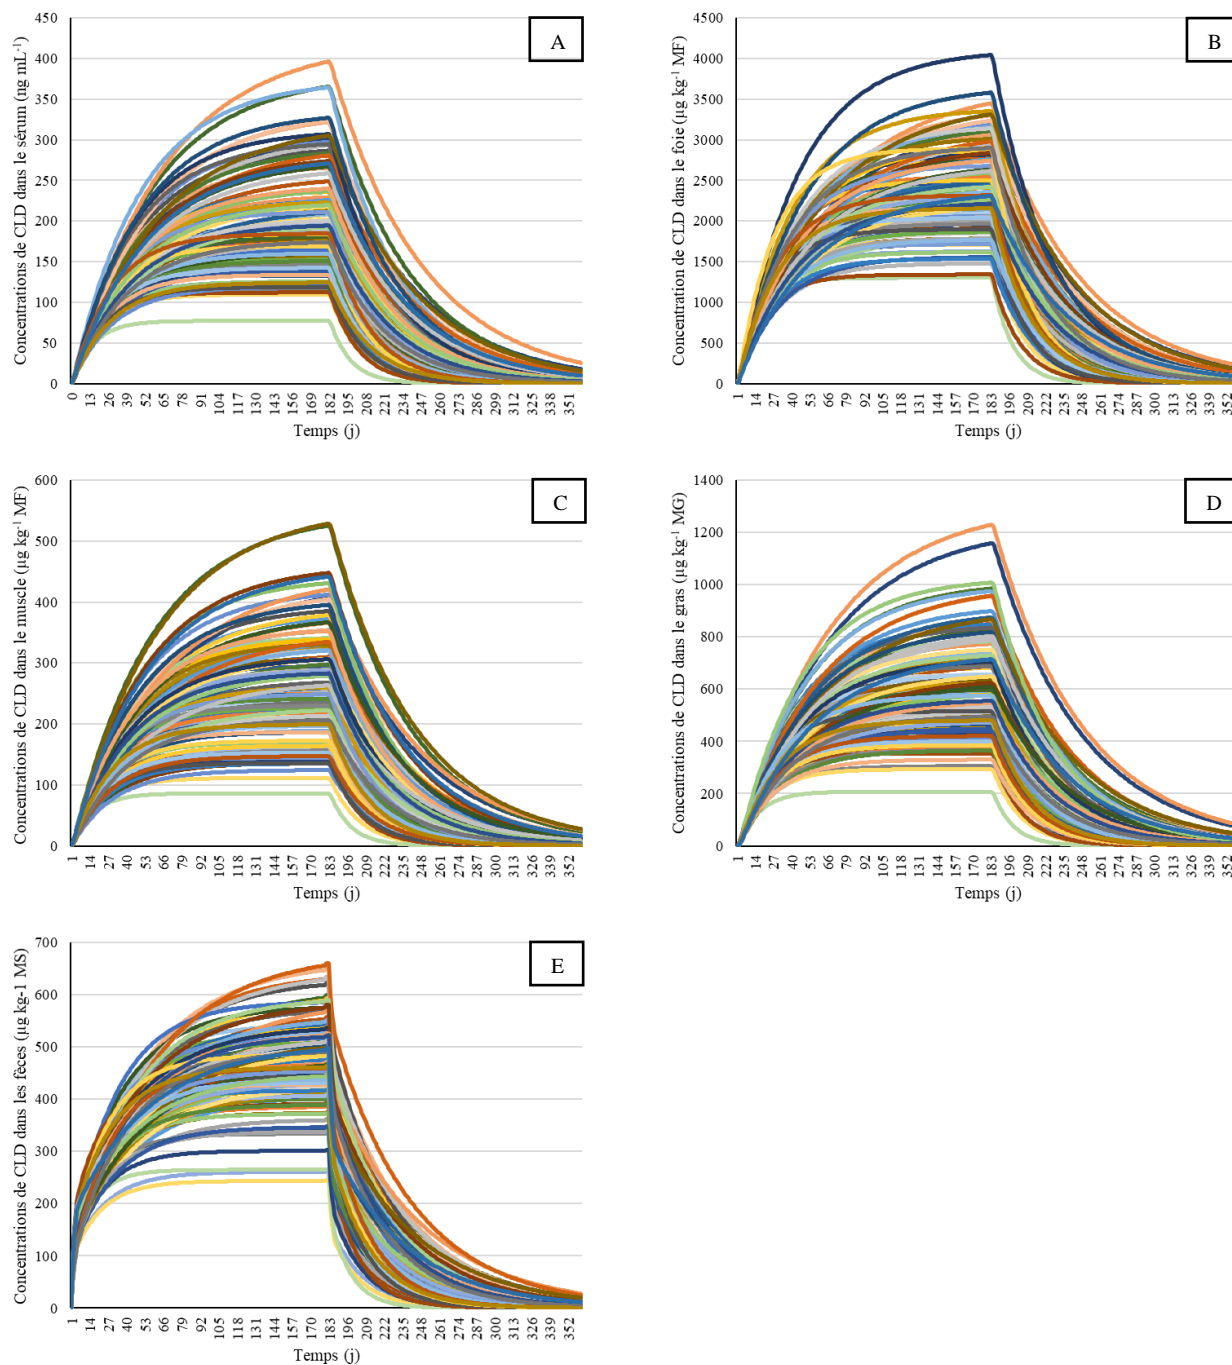 A
Concentrations de CLD dans le sérum (ng mL⁻¹)
450
400
350
300
250
200
150
100
50
0
0 13 26 39 52 65 78 91 104 117 130 143 156 169 182 195 208 221 234 247 260 273 286 299 312 325 338 351
Temps (j)
B
Concentration de CLD dans le foie (µg kg⁻¹ MF)
4500
4000
3500
3000
2500
2000
1500
1000
500
0
1 14 27 40 53 66 79 92 105 118 131 144 157 170 183 196 209 222 235 248 261 274 287 300 313 326 339 352
Temps (j)
C
Concentrations de CLD dans le muscle (µg kg⁻¹ MF)
600
500
400
300
200
100
0
1 14 27 40 53 66 79 92 105 118 131 144 157 170 183 196 209 222 235 248 261 274 287 300 313 326 339 352
Temps (j)
D
Concentrations de CLD dans le gras (µg kg⁻¹ MG)
1400
1200
1000
800
600
400
200
0
1 14 27 40 53 66 79 92 105 118 131 144 157 170 183 196 209 222 235 248 261 274 287 300 313 326 339 352
Temps (j)
E
Concentrations de CLD dans les fèces (µg kg-1 MS)
700
600
500
400
300
200
100
0
1 14 27 40 53 66 79 92 105 118 131 144 157 170 183 196 209 222 235 248 261 274 287 300 313 326 339 352
Temps (j)